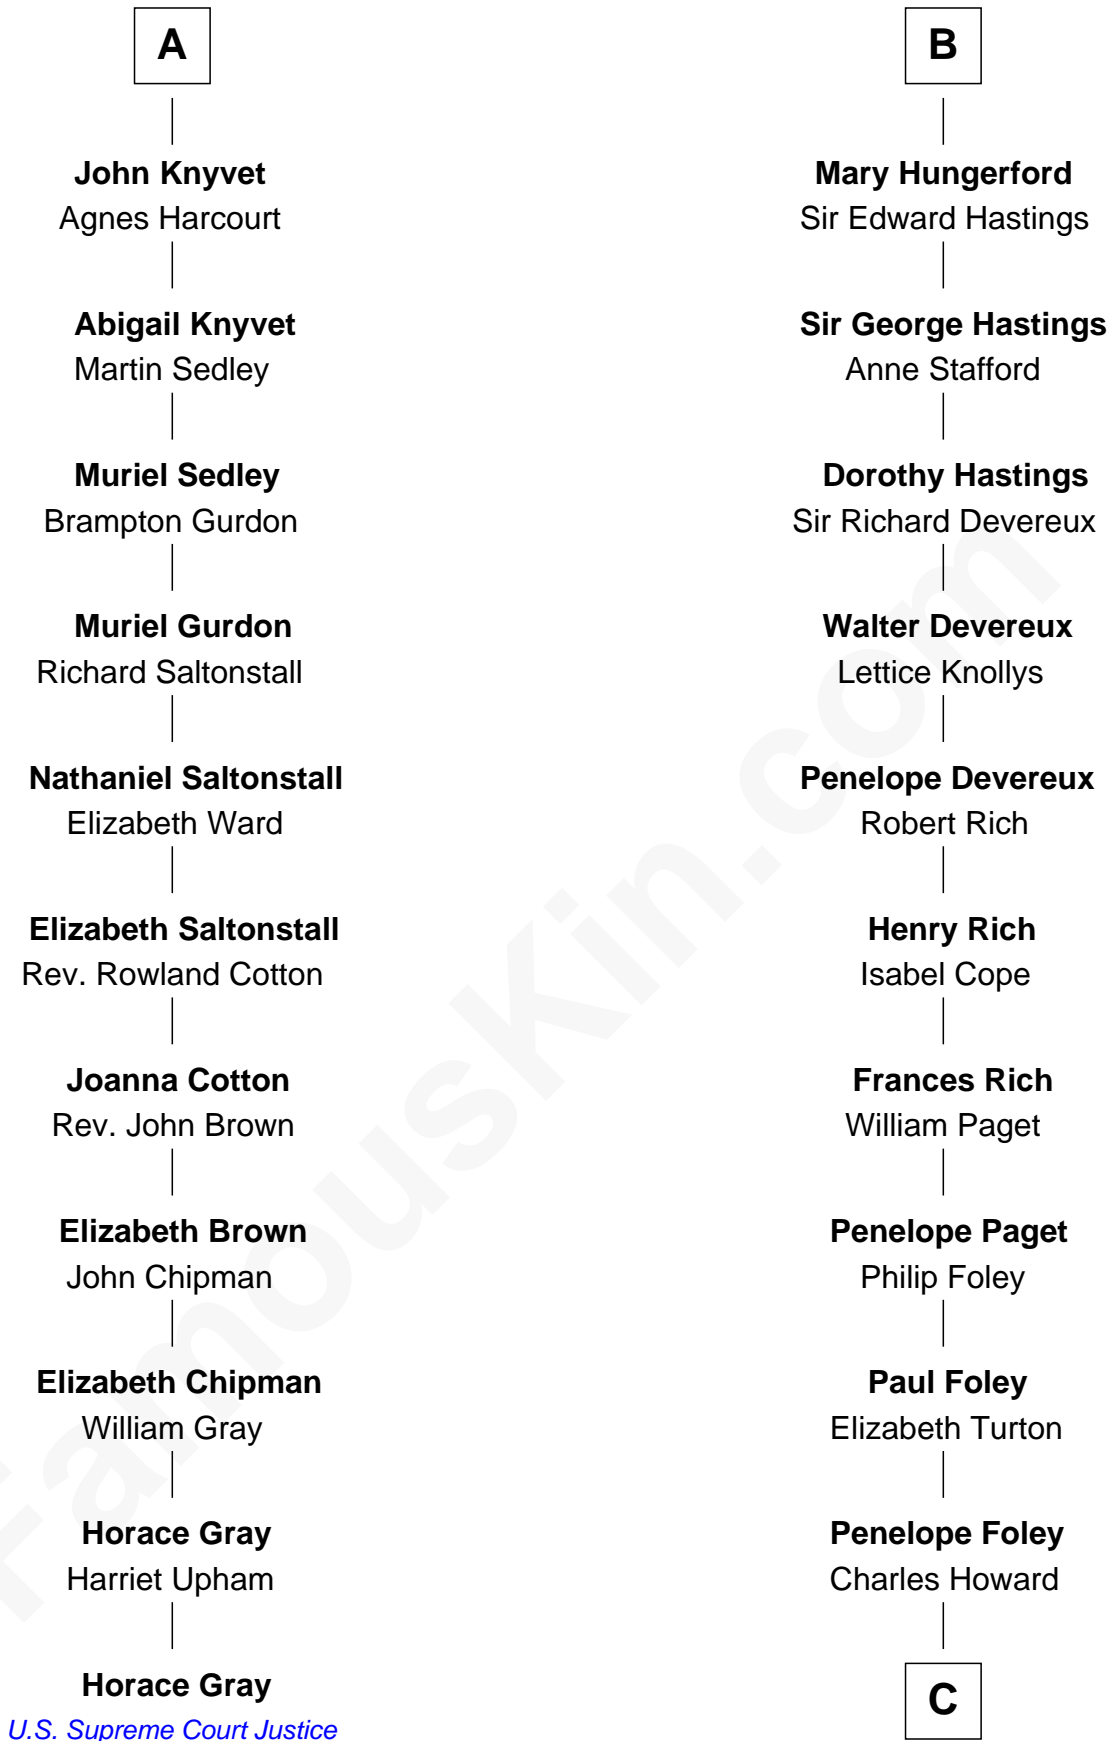 A
John Knyvet
Agnes Harcourt
Abigail Knyvet
Martin Sedley
Muriel Sedley
Brampton Gurdon
Muriel Gurdon
Richard Saltonstall
Nathaniel Saltonstall
Elizabeth Ward
Elizabeth Saltonstall
Rev. Rowland Cotton
Joanna Cotton
Rev. John Brown
Elizabeth Brown
John Chipman
Elizabeth Chipman
William Gray
Horace Gray
Harriet Upham
Horace Gray
U.S. Supreme Court Justice
B
Mary Hungerford
Sir Edward Hastings
Sir George Hastings
Anne Stafford
Dorothy Hastings
Sir Richard Devereux
Walter Devereux
Lettice Knollys
Penelope Devereux
Robert Rich
Henry Rich
Isabel Cope
Frances Rich
William Paget
Penelope Paget
Philip Foley
Paul Foley
Elizabeth Turton
Penelope Foley
Charles Howard
C
FamousKin.com